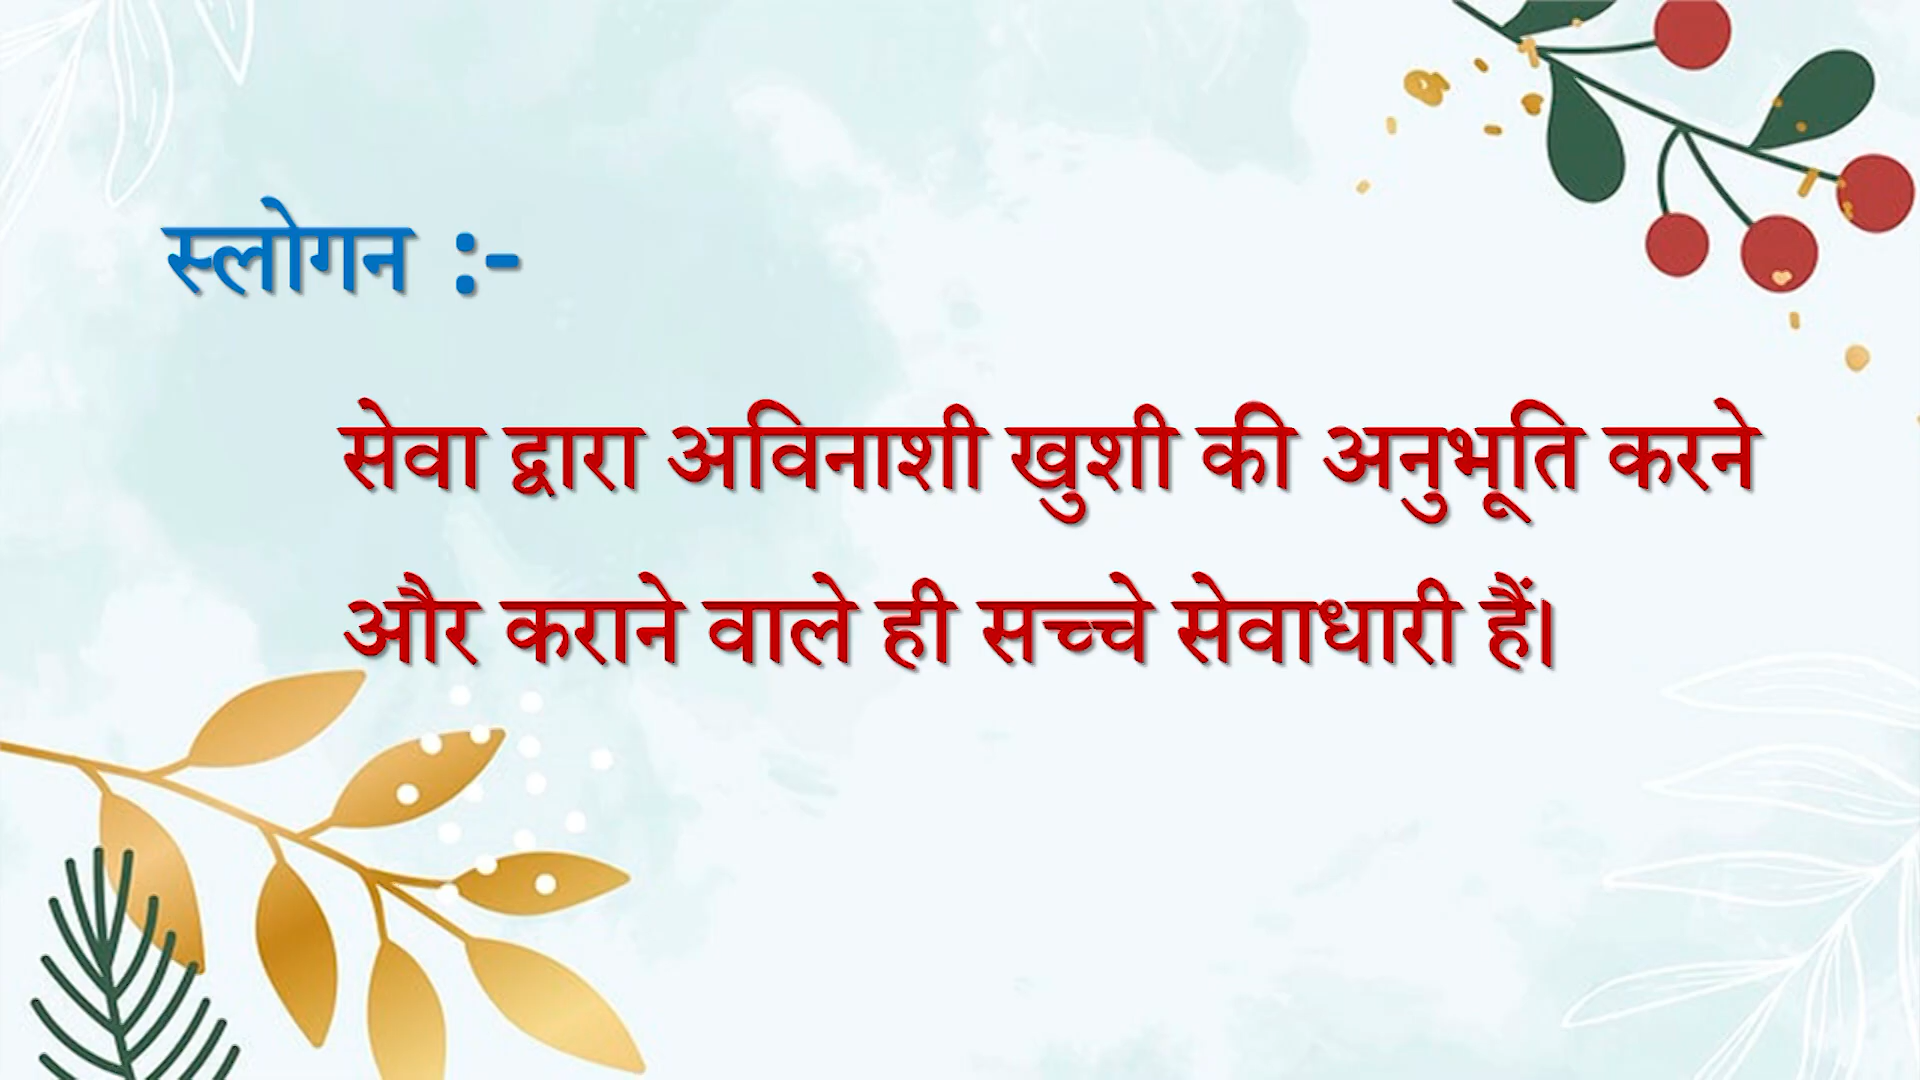 स्लोगन :-
सेवा द्वारा अविनाशी खुशी की अनुभूति करने
और कराने वाले ही सच्चे सेवाधारी हैं।